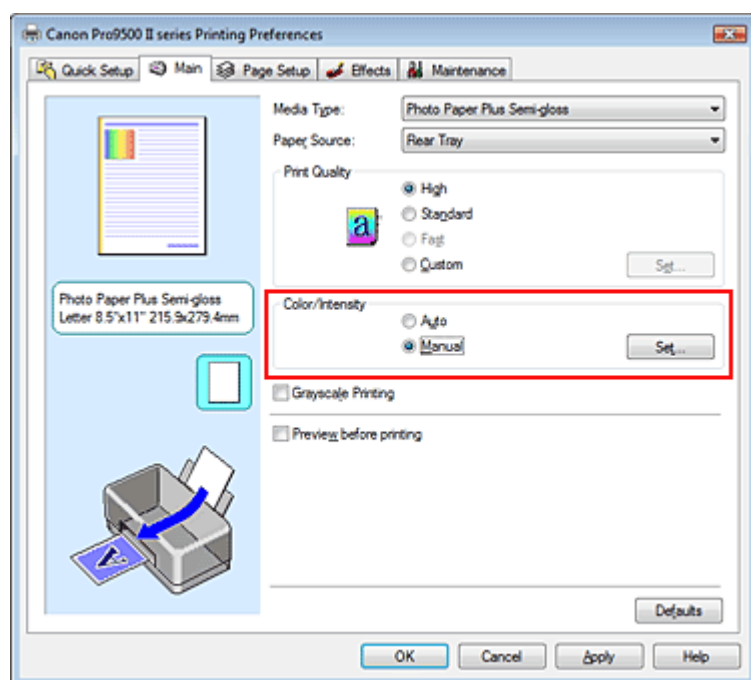 Canon Pro9500 II series Printing Preferences
Quick Setup Main Page Setup Effects Maintenance
Media Type: Photo Paper Plus Semi-gloss
Paper Source: Rear Tray
Print Quality
High
a Standard
Fast
Custom Set...
Photo Paper Plus Semi-gloss
Letter 8.5"x11" 215.9x279.4mm
Color/Intensity
Auto
Manual Set...
Grayscale Printing
Preview before printing
A
Defaults
OK Cancel Apply Help